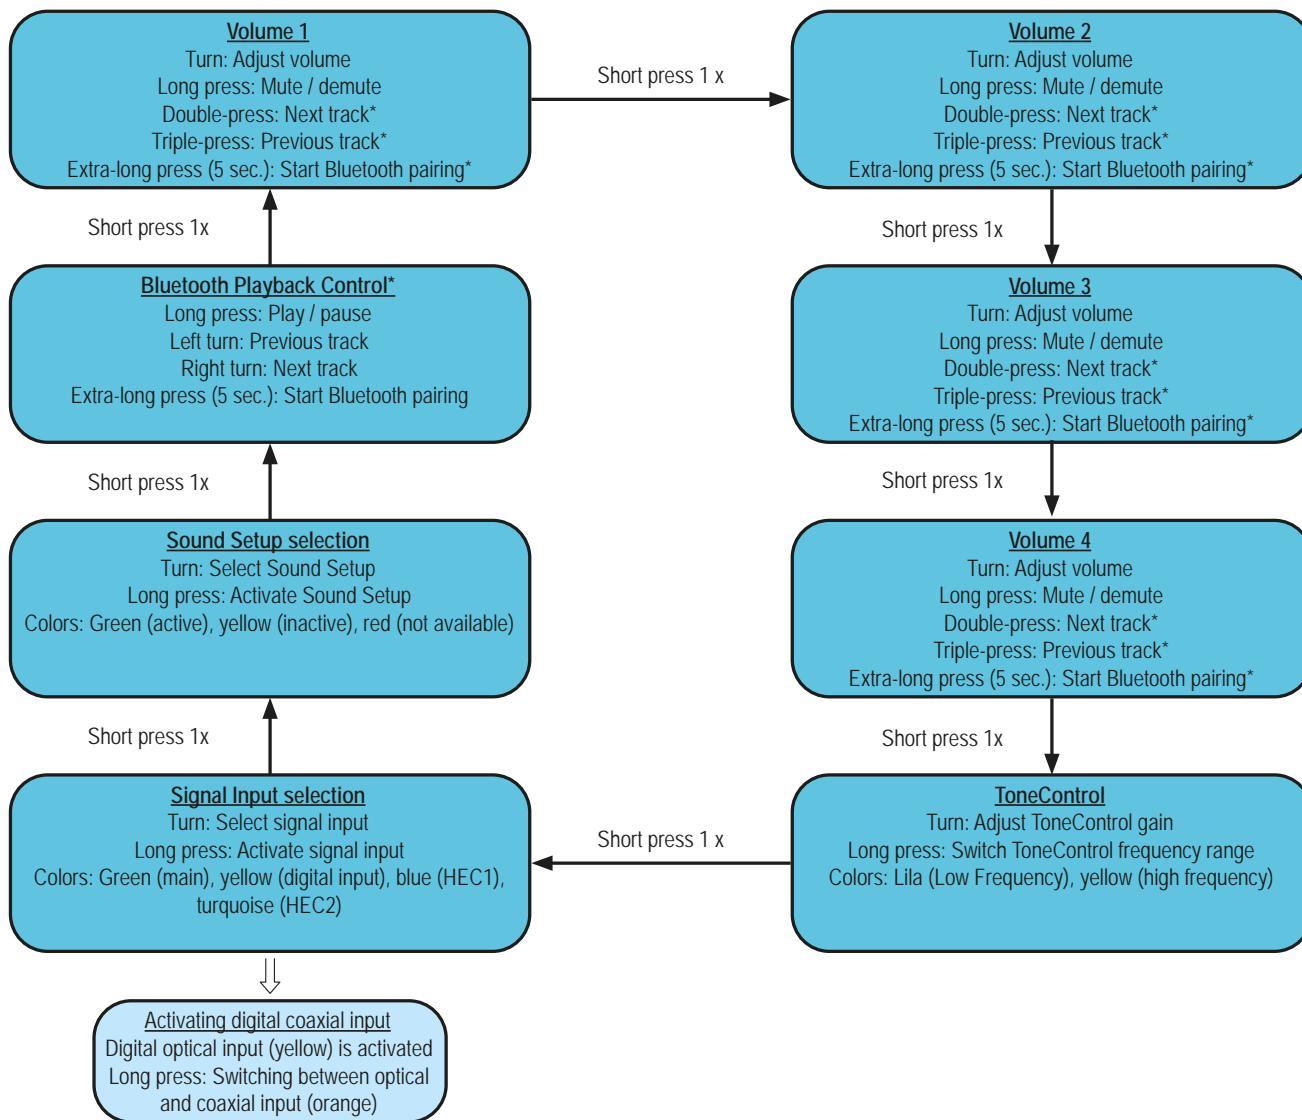 Volume 1
Turn: Adjust volume
Long press: Mute / demute
Double-press: Next track*
Triple-press: Previous track*
Extra-long press (5 sec.): Start Bluetooth pairing*
Short press 1 x
Volume 2
Turn: Adjust volume
Long press: Mute / demute
Double-press: Next track*
Triple-press: Previous track*
Extra-long press (5 sec.): Start Bluetooth pairing*
Short press 1x
Volume 3
Turn: Adjust volume
Long press: Mute / demute
Double-press: Next track*
Triple-press: Previous track*
Extra-long press (5 sec.): Start Bluetooth pairing*
Short press 1x
Volume 4
Turn: Adjust volume
Long press: Mute / demute
Double-press: Next track*
Triple-press: Previous track*
Extra-long press (5 sec.): Start Bluetooth pairing*
Short press 1x
ToneControl
Turn: Adjust ToneControl gain
Long press: Switch ToneControl frequency range
Colors: Lila (Low Frequency), yellow (high frequency)
Short press 1 x
Signal Input selection
Turn: Select signal input
Long press: Activate signal input
Colors: Green (main), yellow (digital input), blue (HEC1),
turquoise (HEC2)
Short press 1x
Sound Setup selection
Turn: Select Sound Setup
Long press: Activate Sound Setup
Colors: Green (active), yellow (inactive), red (not available)
Short press 1x
Bluetooth Playback Control*
Long press: Play / pause
Left turn: Previous track
Right turn: Next track
Extra-long press (5 sec.): Start Bluetooth pairing
Short press 1x
Activating digital coaxial input
Digital optical input (yellow) is activated
Long press: Switching between optical
and coaxial input (orange)